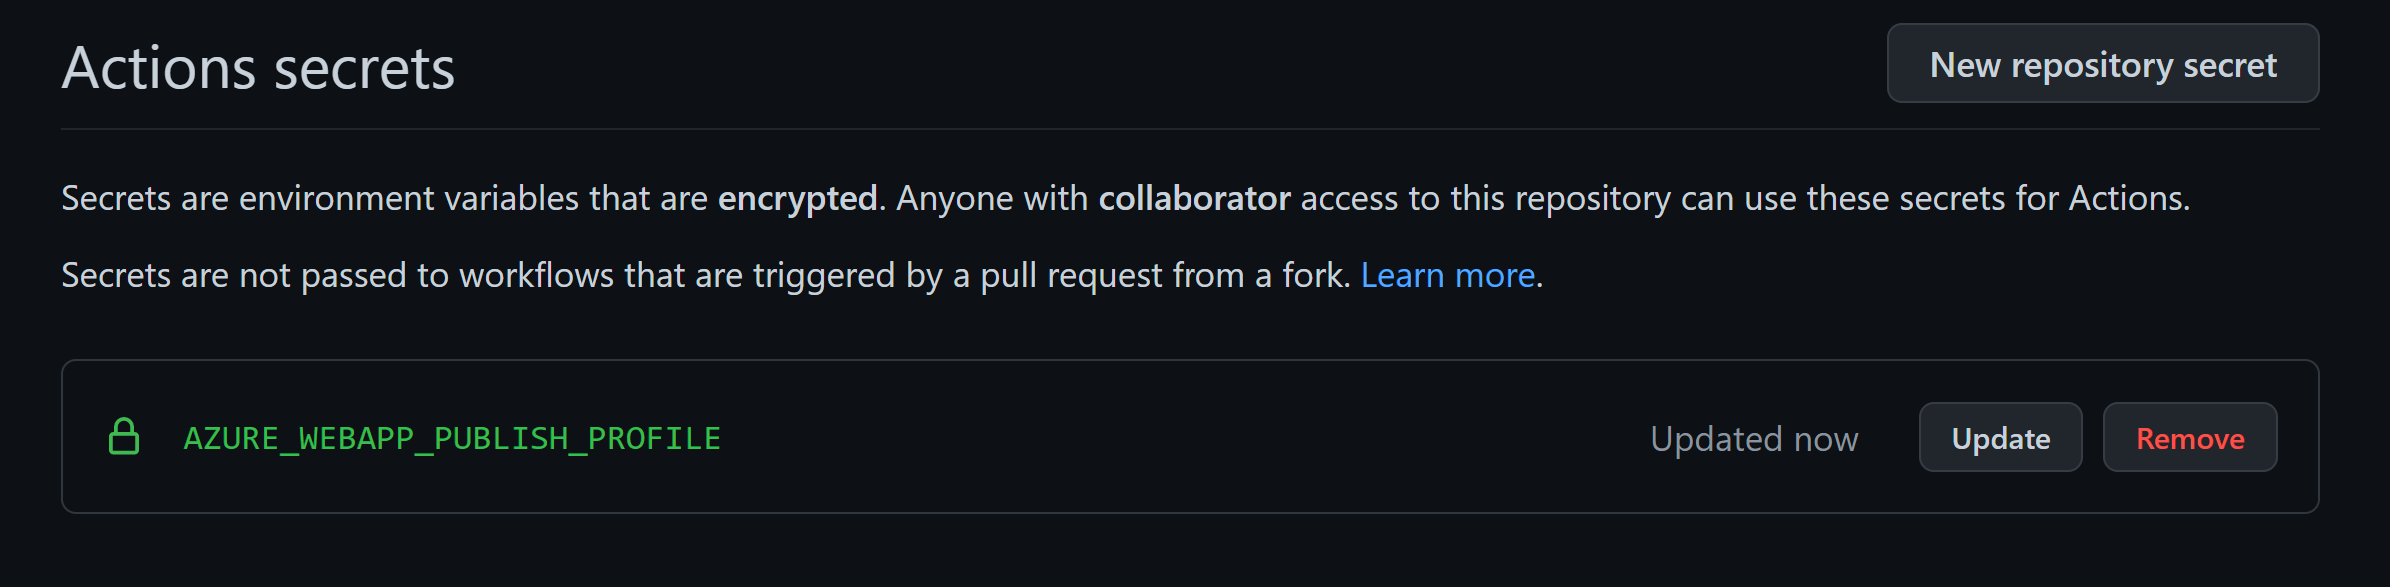 Actions secrets
New repository secret
Secrets are environment variables that are encrypted. Anyone with collaborator access to this repository can use these secrets for Actions.
Secrets are not passed to workflows that are triggered by a pull request from a fork. Learn more.
AZURE_WEBAPP_PUBLISH_PROFILE
Updated now
Update
Remove